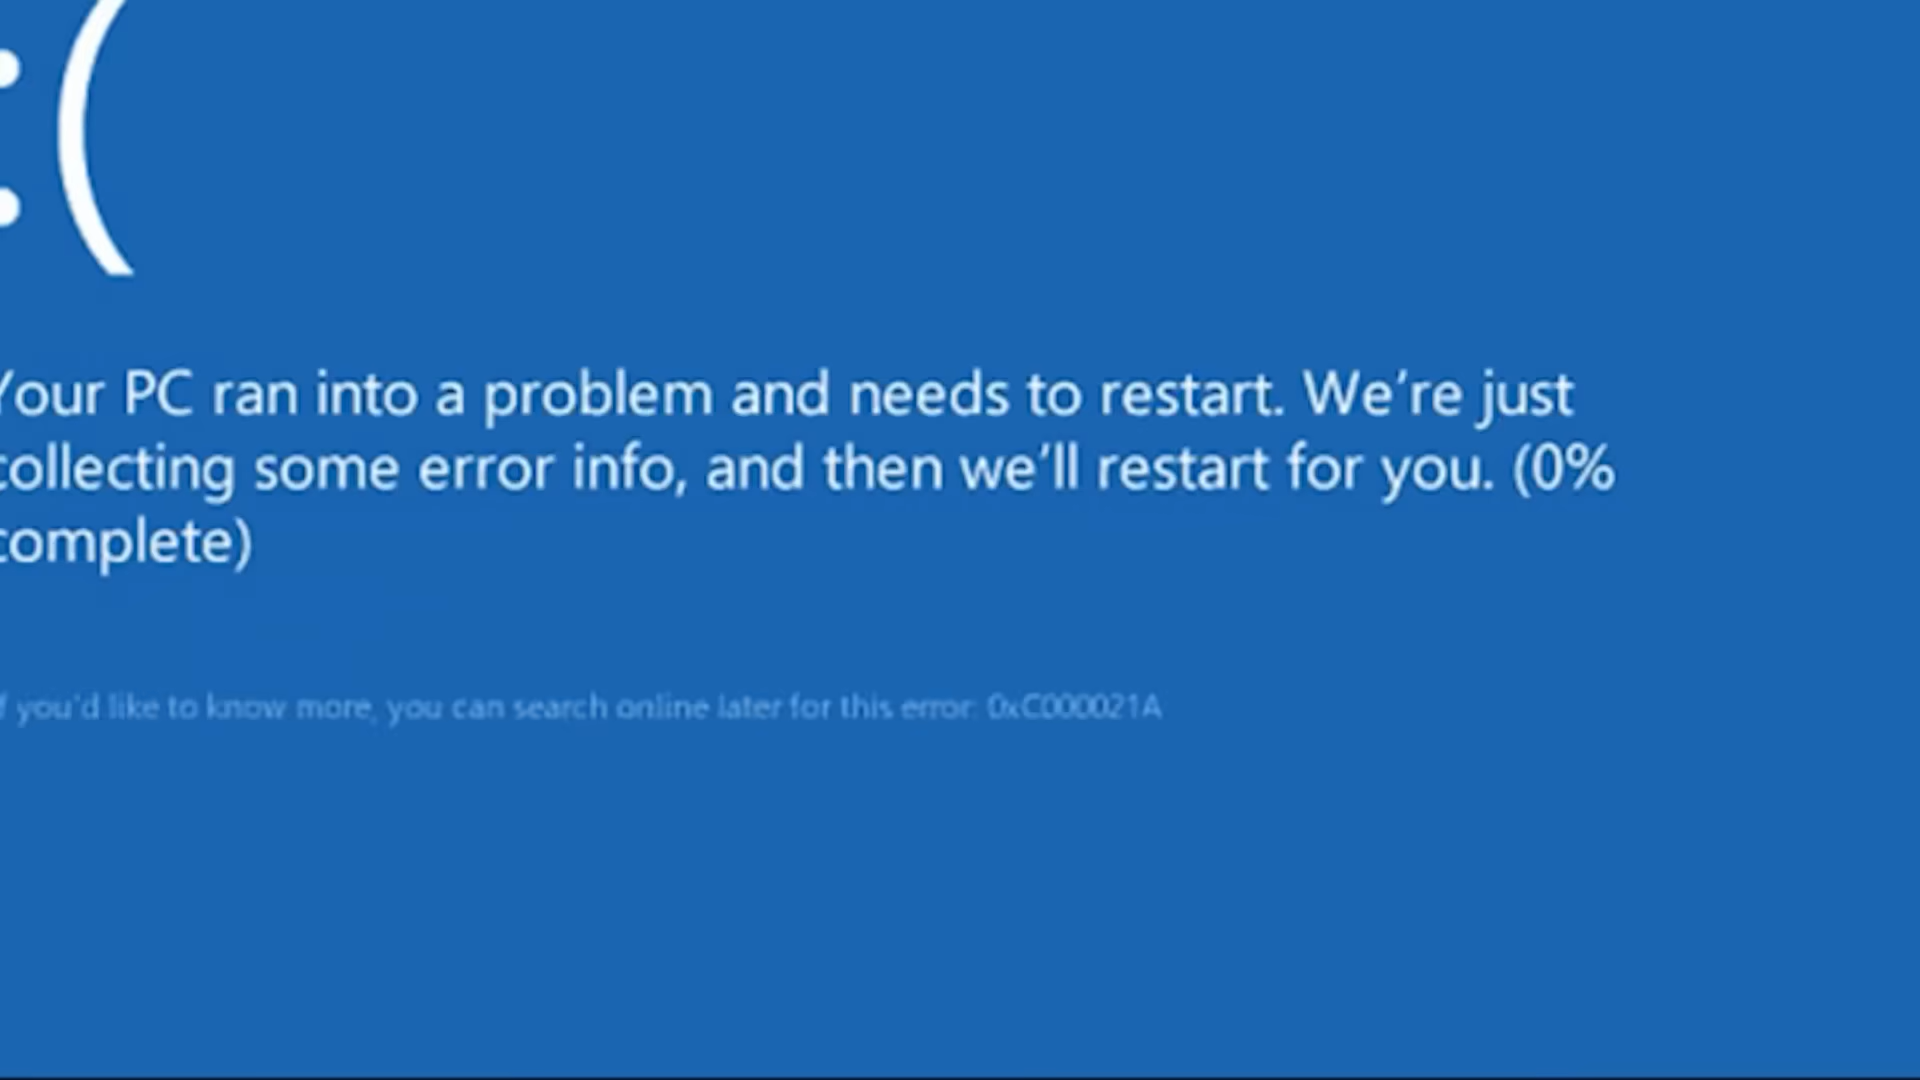 :(
Your PC ran into a problem and needs to restart. We're just
collecting some error info, and then we'll restart for you. (0%
complete)
If you'd like to know more, you can search online later for this error: 0xC000021A